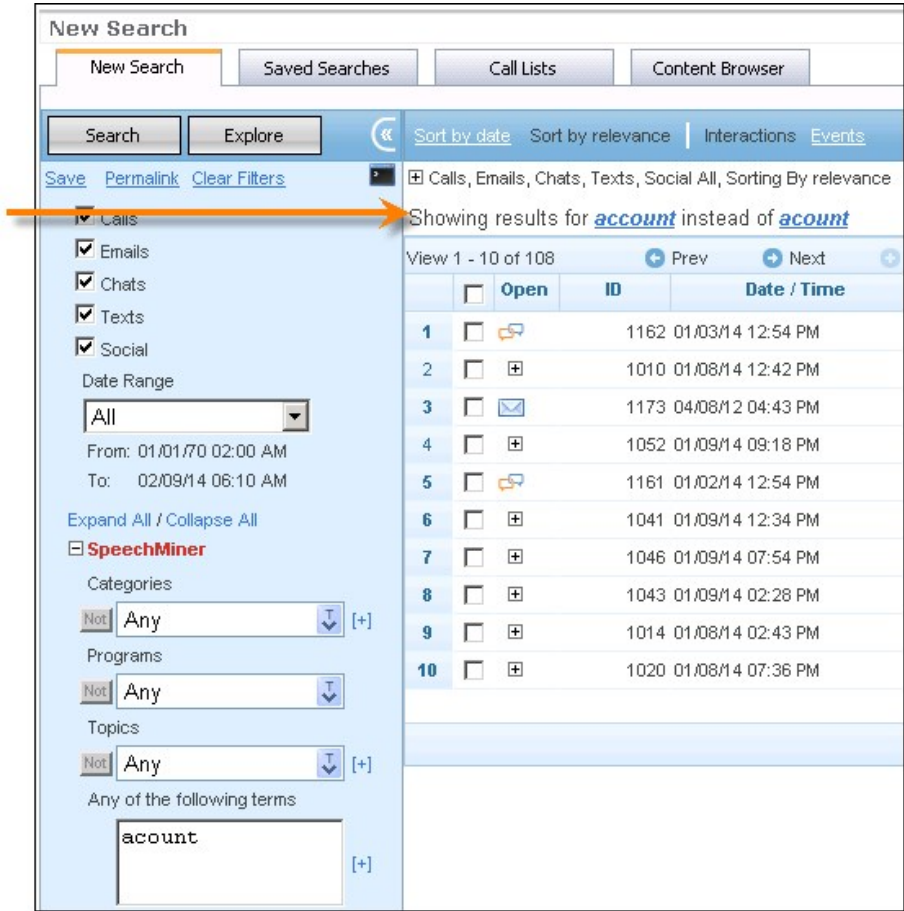 New Search
New Search Saved Searches Call Lists Content Browser
Search Explore
Save Permalink Clear Filters
Calls
Emails
Chats
Texts
Social
Date Range
All
From: 01/01/70 02:00 AM
To: 02/09/14 06:10 AM
Expand All / Collapse All
SpeechMiner
Categories
Not Any [+]
Programs
Not Any
Topics
Not Any [+]
Any of the following terms
acount
[+]
Sort by date Sort by relevance Interactions Events
Calls, Emails, Chats, Texts, Social All, Sorting By relevance
Showing results for account instead of acount
View 1 - 10 of 108 Prev Next
Open ID Date / Time
1 1162 01/03/14 12:54 PM
2 1010 01/08/14 12:42 PM
3 1173 04/08/12 04:43 PM
4 1052 01/09/14 09:18 PM
5 1161 01/02/14 12:54 PM
6 1041 01/09/14 12:34 PM
7 1046 01/09/14 07:54 PM
8 1043 01/09/14 02:28 PM
9 1014 01/08/14 02:43 PM
10 1020 01/08/14 07:36 PM